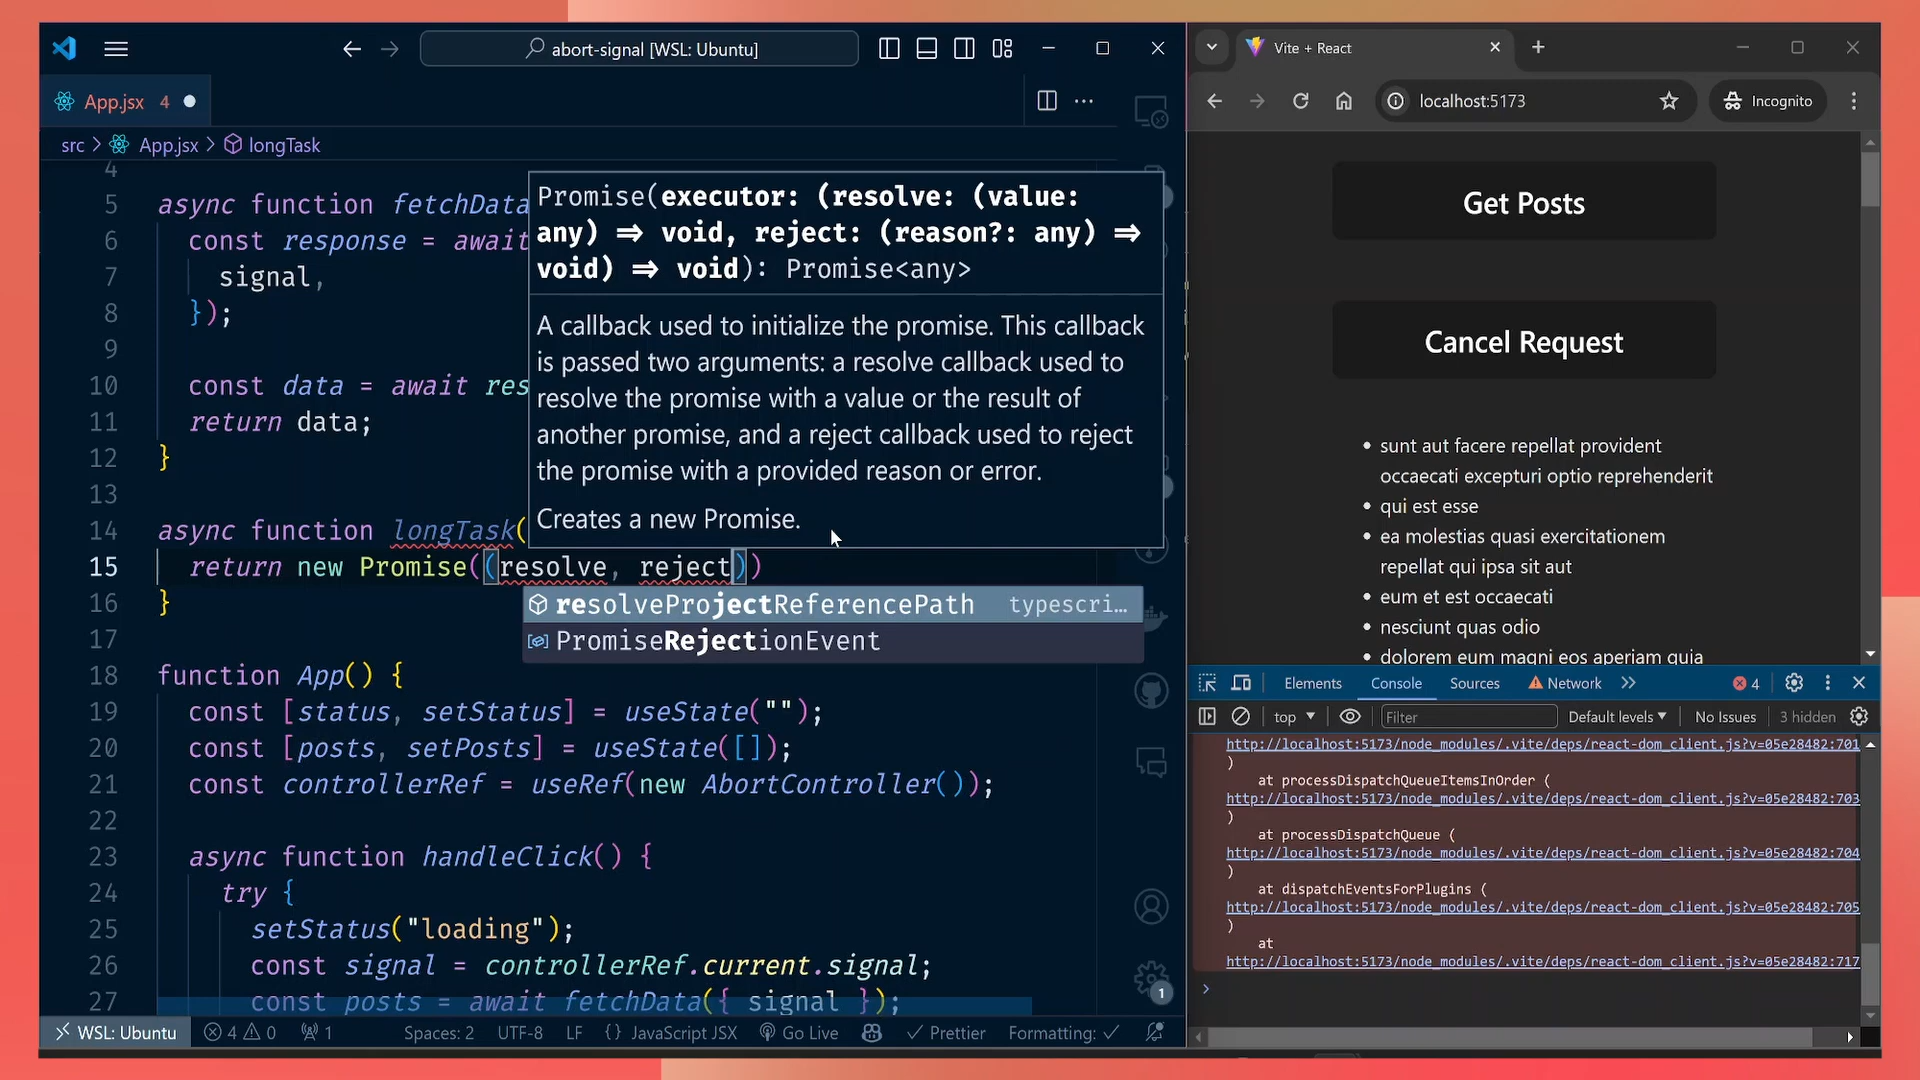 abort-signal [WSL: Ubuntu]
App.jsx 4
src > App.jsx > longTask
4
5 async function fetchData
6 const response = await
7 signal,
8 });
9
10 const data = await res
11 return data;
12 }
13
14 async function longTask(
15 return new Promise((resolve, reject))
16 }
17
18 function App() {
19 const [status, setStatus] = useState("");
20 const [posts, setPosts] = useState([]);
21 const controllerRef = useRef(new AbortController());
22
23 async function handleClick() {
24 try {
25 setStatus("loading");
26 const signal = controllerRef.current.signal;
27 const posts = await fetchData({ signal });
Promise(executor: (resolve: (value:
any) => void, reject: (reason?: any) =>
void) => void): Promise<any>
A callback used to initialize the promise. This callback
is passed two arguments: a resolve callback used to
resolve the promise with a value or the result of
another promise, and a reject callback used to reject
the promise with a provided reason or error.
Creates a new Promise.
resolveProjectReferencePath typescri…
PromiseRejectionEvent
1
WSL: Ubuntu 4 0 1 Spaces: 2 UTF-8 LF {} JavaScript JSX Go Live Prettier Formatting:
Vite + React
localhost:5173
Incognito
Get Posts
Cancel Request
sunt aut facere repellat provident
occaecati excepturi optio reprehenderit
qui est esse
ea molestias quasi exercitationem
repellat qui ipsa sit aut
eum et est occaecati
nesciunt quas odio
dolorem eum magni eos aperiam quia
Elements Console Sources Network 4
top Filter Default levels No Issues 3 hidden
http://localhost:5173/node_modules/.vite/deps/react-dom_client.js?v=05e28482:701
)
at processDispatchQueueItemsInOrder (
http://localhost:5173/node_modules/.vite/deps/react-dom_client.js?v=05e28482:703
)
at processDispatchQueue (
http://localhost:5173/node_modules/.vite/deps/react-dom_client.js?v=05e28482:704
)
at dispatchEventsForPlugins (
http://localhost:5173/node_modules/.vite/deps/react-dom_client.js?v=05e28482:705
)
at
http://localhost:5173/node_modules/.vite/deps/react-dom_client.js?v=05e28482:717